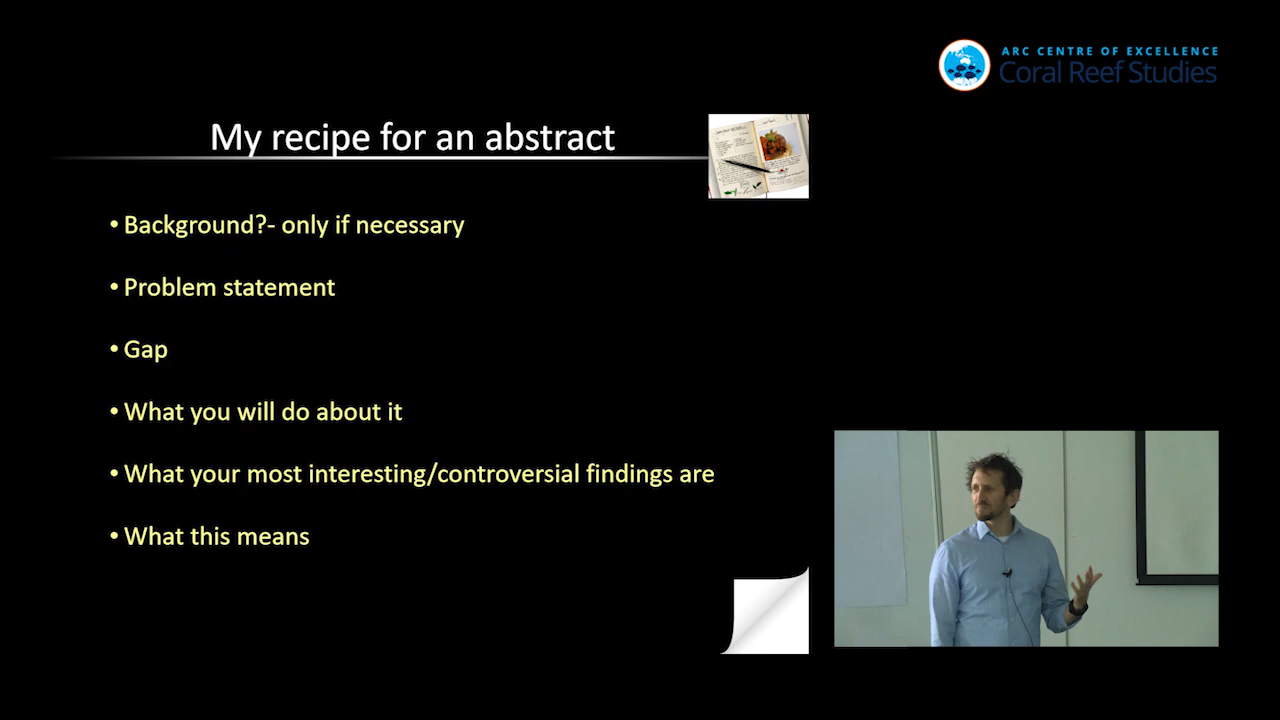 ARC CENTRE OF EXCELLENCE
Coral Reef Studies
My recipe for an abstract
• Background?- only if necessary
• Problem statement
• Gap
• What you will do about it
• What your most interesting/controversial findings are
• What this means